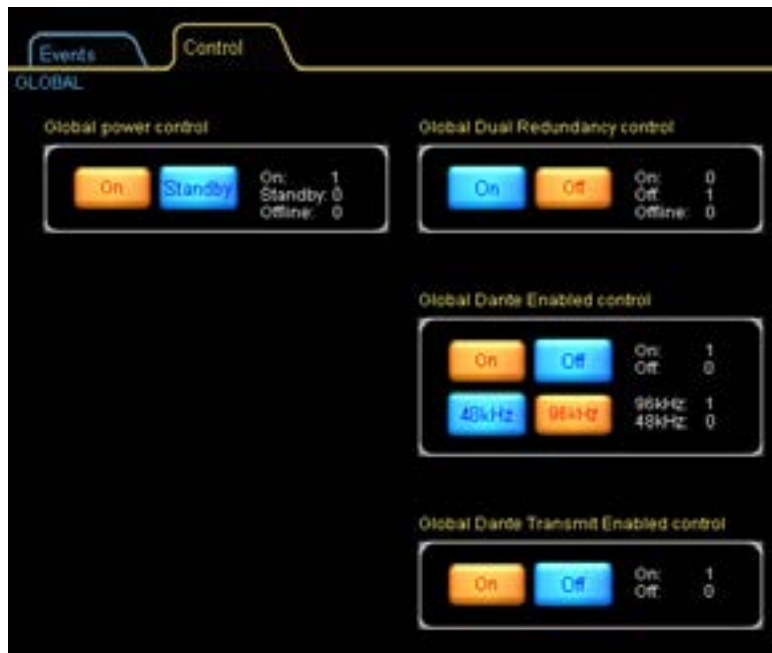 Events
Control
GLOBAL
Global power control
On
Standby
On: 1
Standby: 0
Offline: 0
Global Dual Redundancy control
On
Off
On: 0
Off: 1
Offline: 0
Global Dante Enabled control
On
Off
On: 1
Off: 0
48kHz
96kHz
96kHz: 1
48kHz: 0
Global Dante Transmit Enabled control
On
Off
On: 1
Off: 0